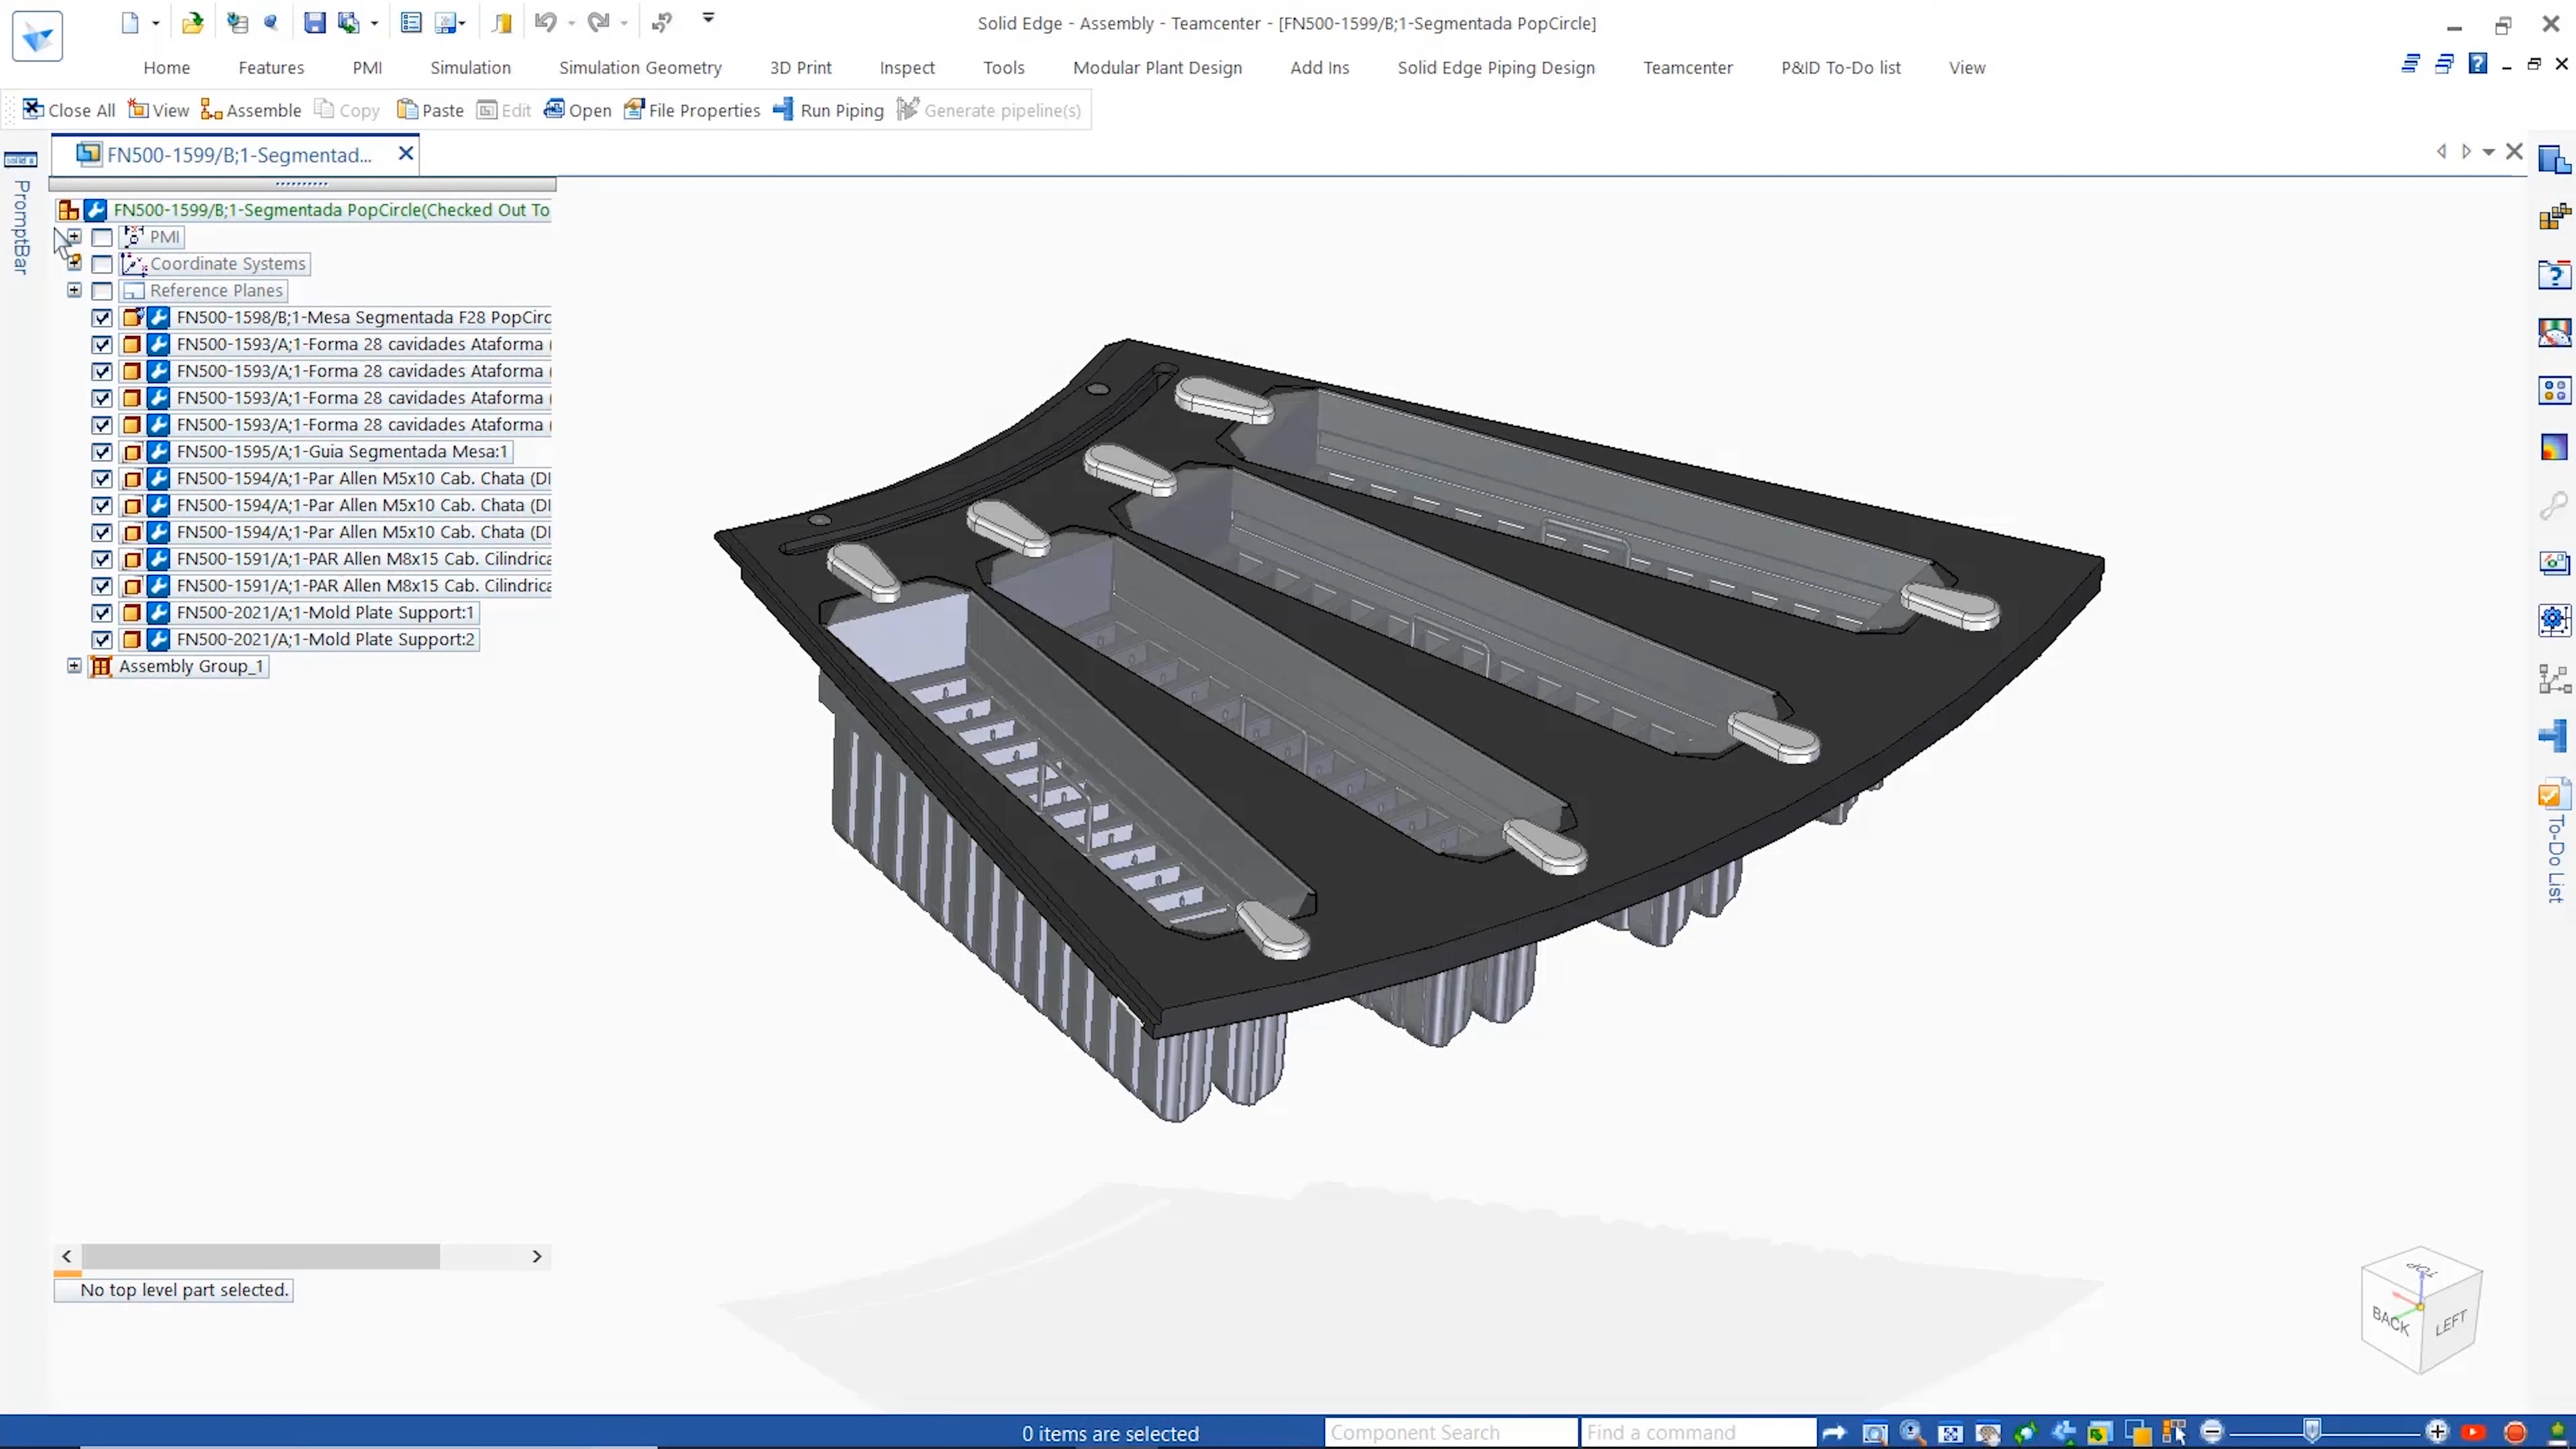 Solid Edge - Assembly - Teamcenter - [FN500-1599/B;1-Segmentada PopCircle]
Home Features PMI Simulation Simulation Geometry 3D Print Inspect Tools Modular Plant Design Add Ins Solid Edge Piping Design Teamcenter P&ID To-Do list View
Close All View Assemble Copy Paste Edit Open File Properties Run Piping Generate pipeline(s)
FN500-1599/B;1-Segmentad...
PromptBar
FN500-1599/B;1-Segmentada PopCircle(Checked Out To
PMI
Coordinate Systems
Reference Planes
FN500-1598/B;1-Mesa Segmentada F28 PopCirc
FN500-1593/A;1-Forma 28 cavidades Ataforma (
FN500-1593/A;1-Forma 28 cavidades Ataforma (
FN500-1593/A;1-Forma 28 cavidades Ataforma (
FN500-1593/A;1-Forma 28 cavidades Ataforma (
FN500-1595/A;1-Guia Segmentada Mesa:1
FN500-1594/A;1-Par Allen M5x10 Cab. Chata (DI
FN500-1594/A;1-Par Allen M5x10 Cab. Chata (DI
FN500-1594/A;1-Par Allen M5x10 Cab. Chata (DI
FN500-1591/A;1-PAR Allen M8x15 Cab. Cilindrica
FN500-1591/A;1-PAR Allen M8x15 Cab. Cilindrica
FN500-2021/A;1-Mold Plate Support:1
FN500-2021/A;1-Mold Plate Support:2
Assembly Group_1
No top level part selected.
To-Do List
TOP
BACK
LEFT
0 items are selected
Component Search
Find a command